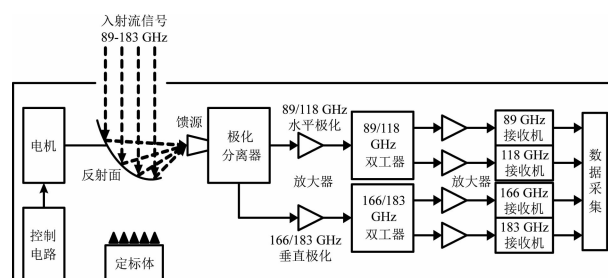 入射流信号
89-183 GHz
电机
控制
电路
反射面
定标体
馈源
极化
分离器
89/118 GHz
水平极化
放大器
166/183 GHz
垂直极化
89/118
GHz
双工器
166/183
GHz
双工器
放大器
89 GHz
接收机
118 GHz
接收机
166 GHz
接收机
183 GHz
接收机
数
据
采
集